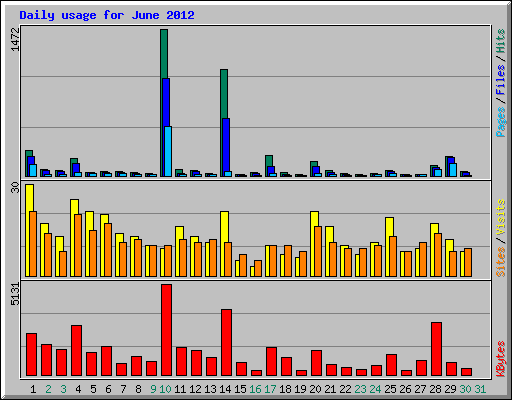 Daily usage for June 2012
1472
Pages / Files / Hits
30
Sites / Visits
5131
KBytes
1 2 3 4 5 6 7 8 9 10 11 12 13 14 15 16 17 18 19 20 21 22 23 24 25 26 27 28 29 30 31